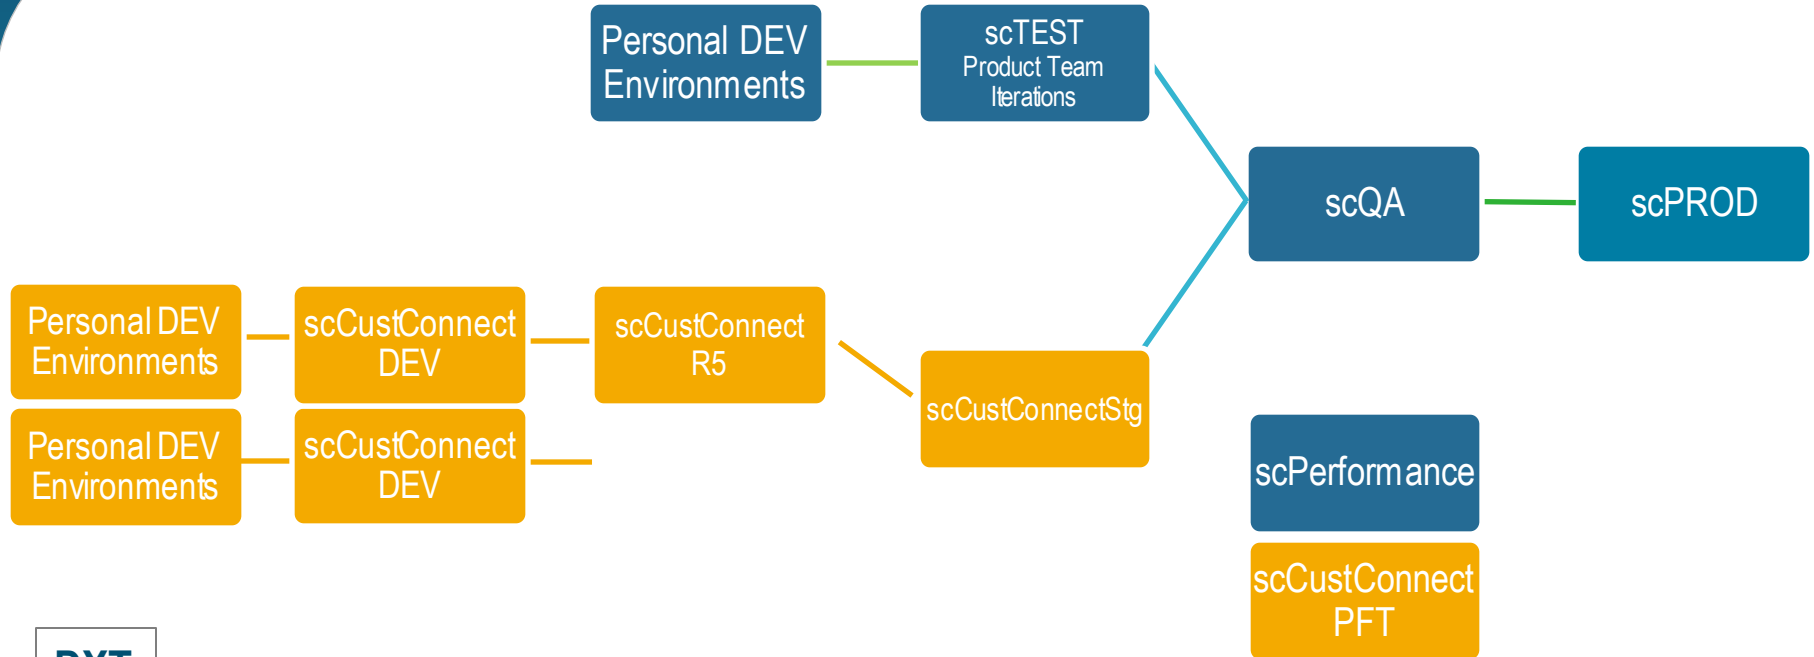 Personal DEV
Environments
scTEST
Product Team
Iterations
scQA
scPROD
Personal DEV
Environments
scCustConnect
DEV
scCustConnect
R5
scCustConnectStg
Personal DEV
Environments
scCustConnect
DEV
scPerformance
scCustConnect
PFT